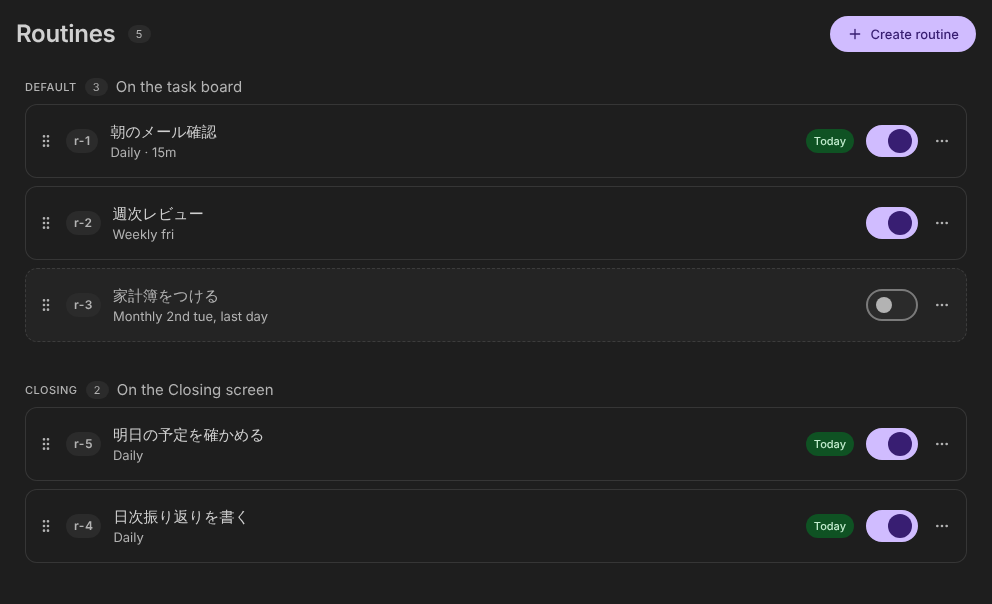 Routines 5
+ Create routine
DEFAULT 3 On the task board
r-1 朝のメール確認
Daily · 15m
Today
r-2 週次レビュー
Weekly fri
r-3 家計簿をつける
Monthly 2nd tue, last day
CLOSING 2 On the Closing screen
r-5 明日の予定を確かめる
Daily
Today
r-4 日次振り返りを書く
Daily
Today